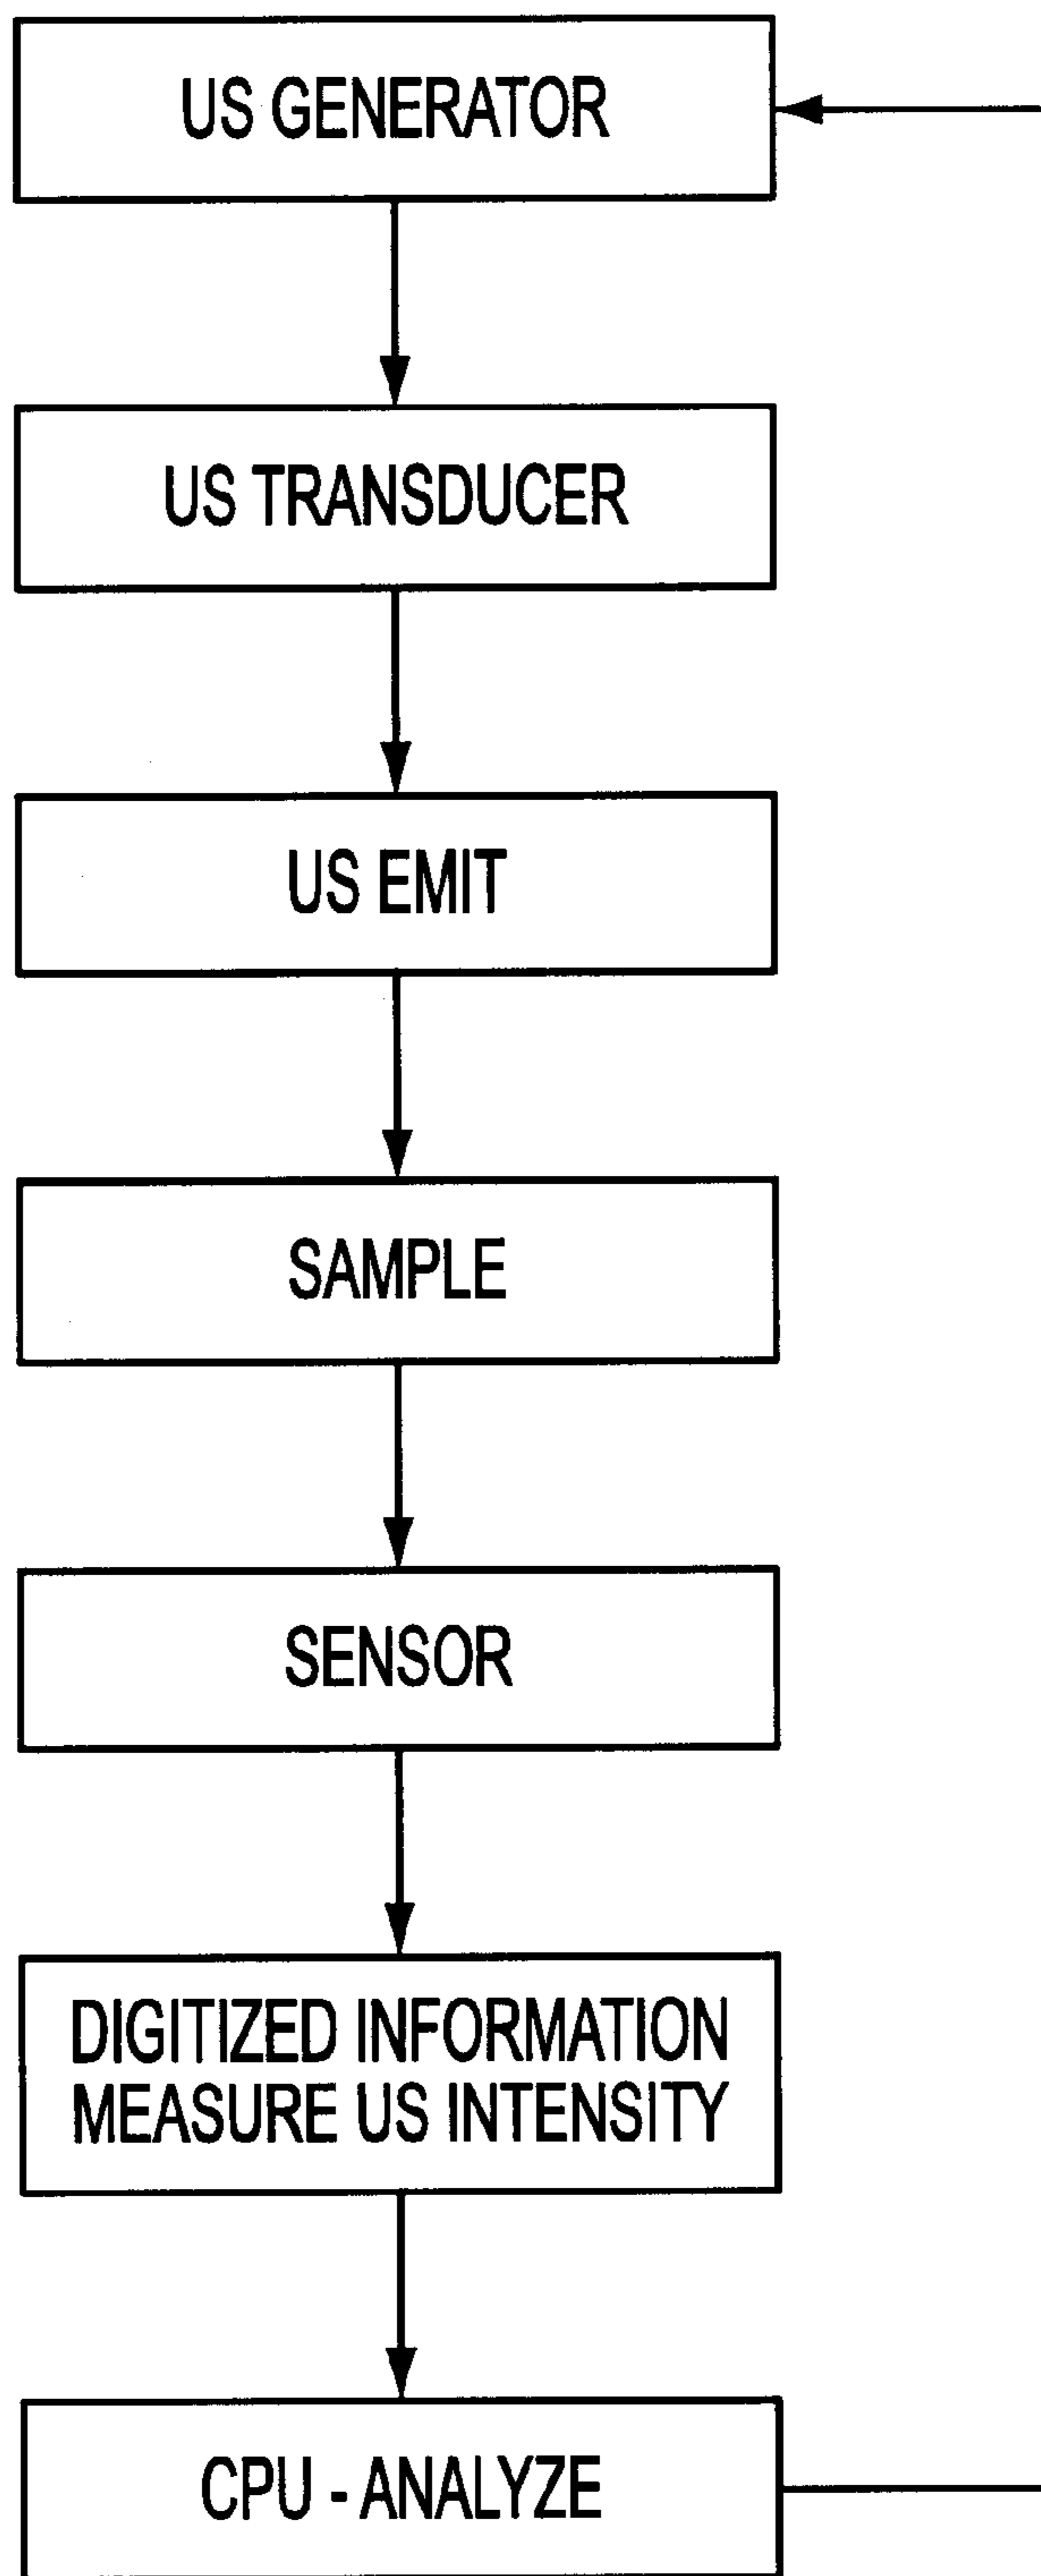 US GENERATOR
US TRANSDUCER
US EMIT
SAMPLE
SENSOR
DIGITIZED INFORMATION
MEASURE US INTENSITY
CPU - ANALYZE